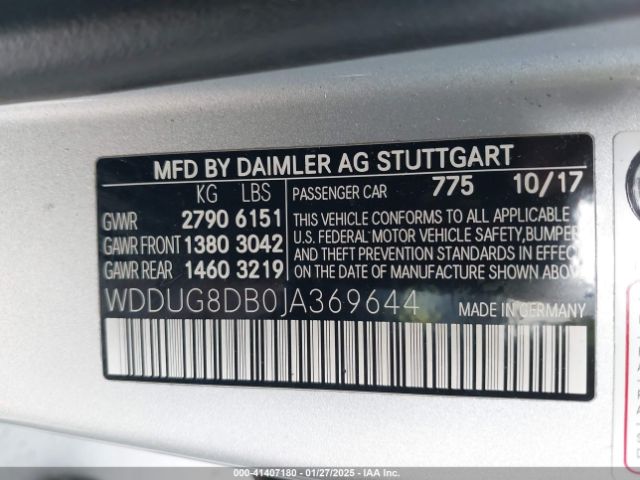 MFD BY DAIMLER AG STUTTGART
KG LBS
GVWR 2790 6151
GAWR FRONT 1380 3042
GAWR REAR 1460 3219
PASSENGER CAR 775 10/17
THIS VEHICLE CONFORMS TO ALL APPLICABLE
U.S. FEDERAL MOTOR VEHICLE SAFETY, BUMPER
AND THEFT PREVENTION STANDARDS IN EFFECT
ON THE DATE OF MANUFACTURE SHOWN ABOVE.
WDDUG8DB0JA369644 MADE IN GERMANY
000-41407180 - 01/27/2025 - IAA Inc.